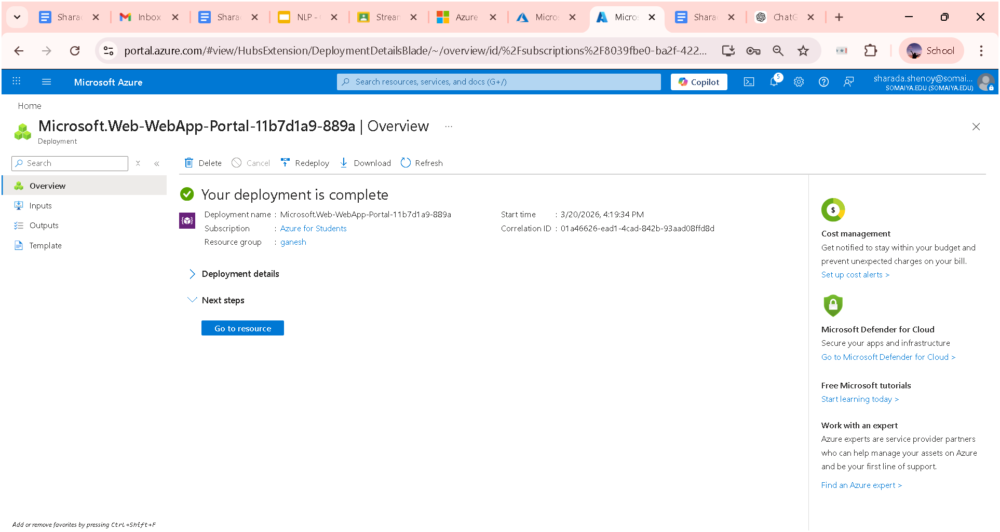 Shara
Inbox
Shara
NLP -
Strear
Azure
Micros
Micros
Shara
ChatG
portal.azure.com/#view/HubsExtension/DeploymentDetailsBlade/~/overview/id/%2Fsubscriptions%2F8039fbe0-ba2f-422...
School
Microsoft Azure
Search resources, services, and docs (G+/)
Copilot
5
sharada.shenoy@somai...
SOMAIYA.EDU (SOMAIYA.EDU)
Home
Microsoft.Web-WebApp-Portal-11b7d1a9-889a | Overview ...
Deployment
Search
Delete Cancel Redeploy Download Refresh
Overview
Inputs
Outputs
Template
Your deployment is complete
Deployment name : Microsoft.Web-WebApp-Portal-11b7d1a9-889a
Subscription : Azure for Students
Resource group : ganesh
Start time : 3/20/2026, 4:19:34 PM
Correlation ID : 01a46626-ead1-4cad-842b-93aad08ffd8d
Deployment details
Next steps
Go to resource
Cost management
Get notified to stay within your budget and
prevent unexpected charges on your bill.
Set up cost alerts >
Microsoft Defender for Cloud
Secure your apps and infrastructure
Go to Microsoft Defender for Cloud >
Free Microsoft tutorials
Start learning today >
Work with an expert
Azure experts are service provider partners
who can help manage your assets on Azure
and be your first line of support.
Find an Azure expert >
Add or remove favorites by pressing Ctrl+Shift+F